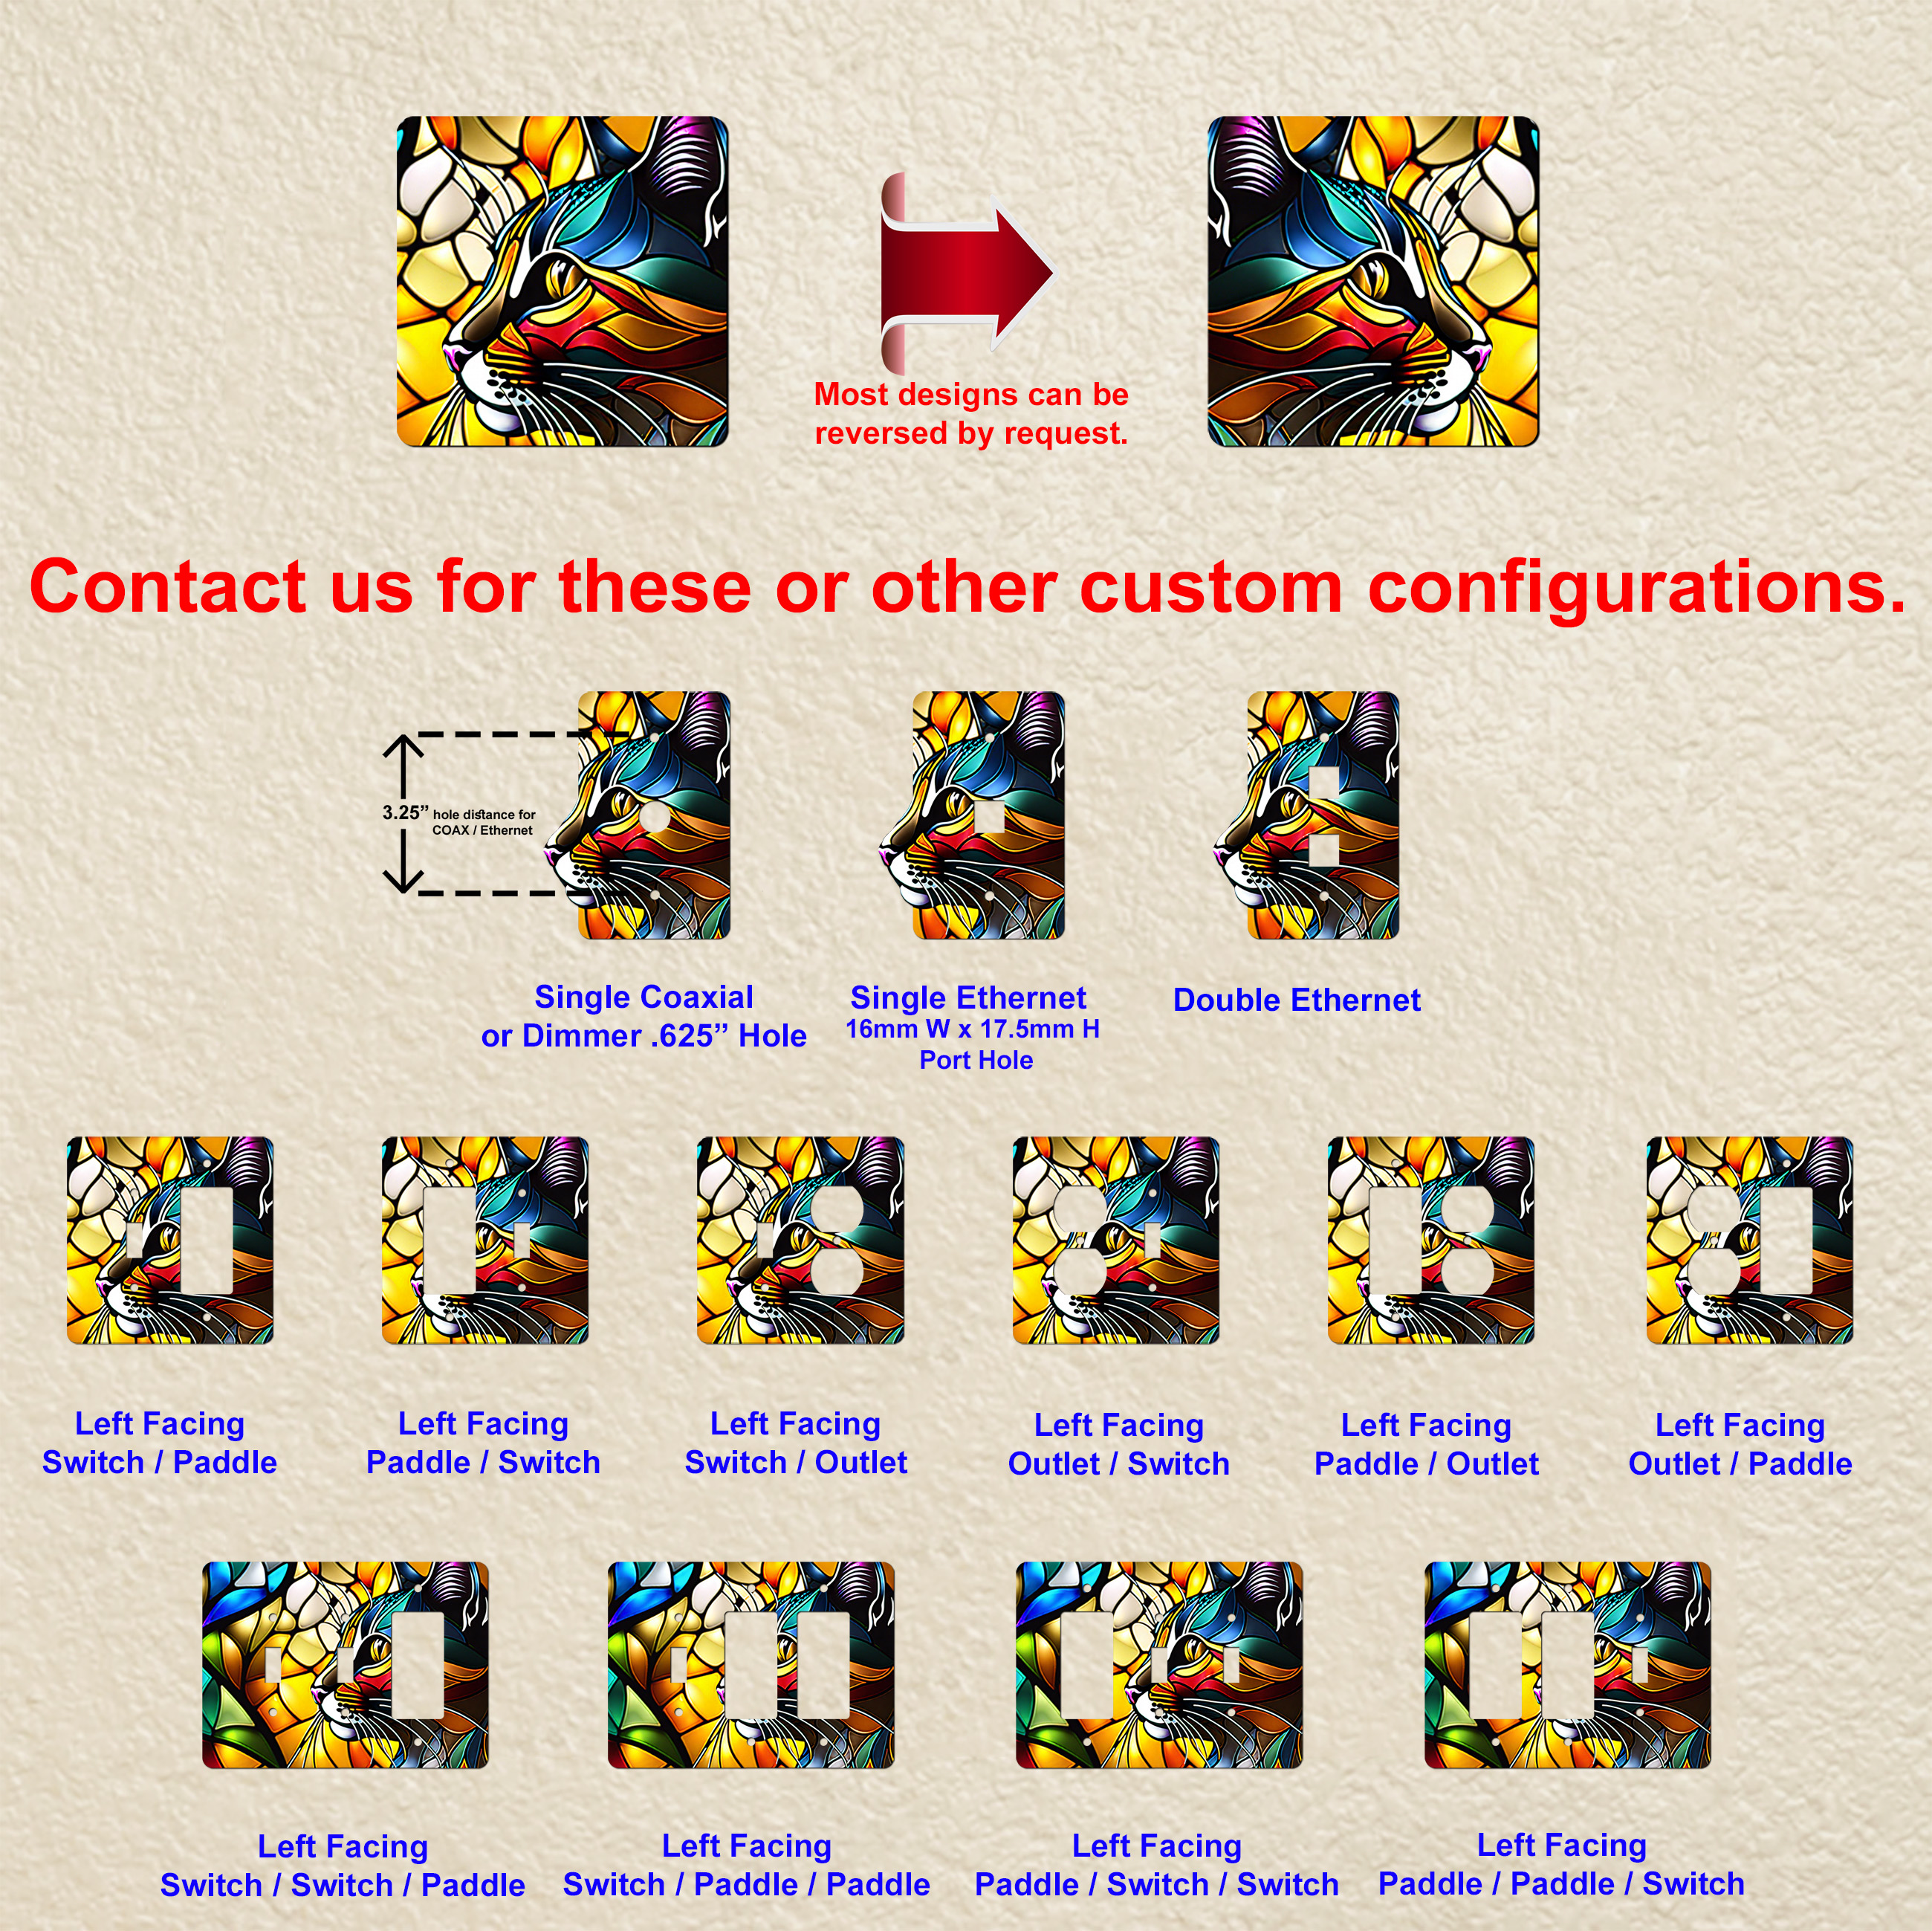 Most designs can be
reversed by request.
Contact us for these or other custom configurations.
3.25” hole distance for
COAX / Ethernet
Single Coaxial
or Dimmer .625” Hole
Single Ethernet
16mm W x 17.5mm H
Port Hole
Double Ethernet
Left Facing
Switch / Paddle
Left Facing
Paddle / Switch
Left Facing
Switch / Outlet
Left Facing
Outlet / Switch
Left Facing
Paddle / Outlet
Left Facing
Outlet / Paddle
Left Facing
Switch / Switch / Paddle
Left Facing
Switch / Paddle / Paddle
Left Facing
Paddle / Switch / Switch
Left Facing
Paddle / Paddle / Switch